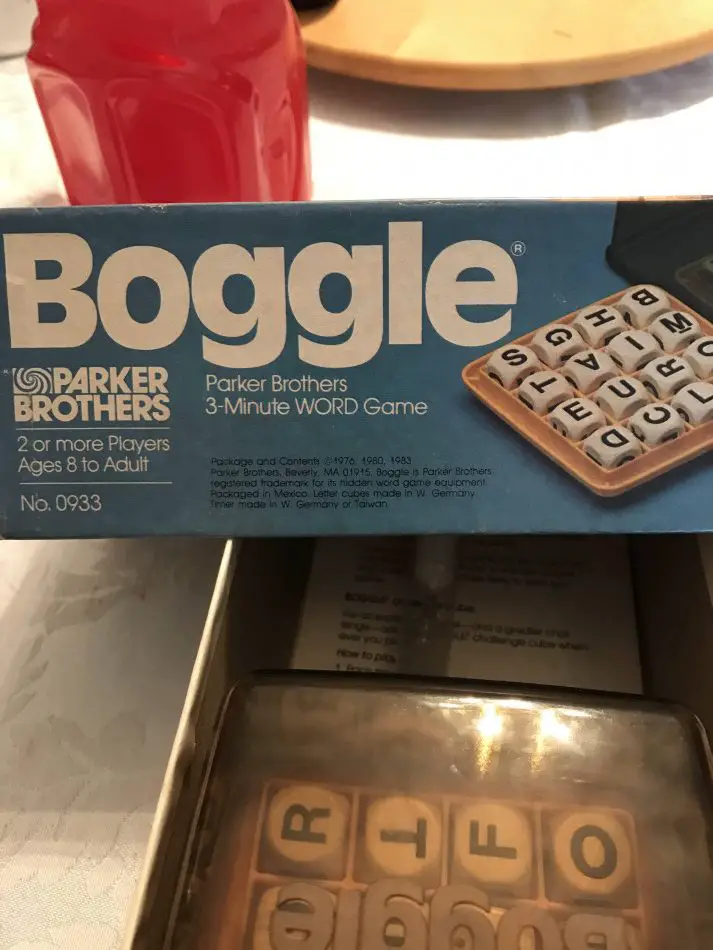 Boggle®
PARKER
BROTHERS
2 or more Players
Ages 8 to Adult
No. 0933
Parker Brothers
3-Minute WORD Game
Package and Contents ©1976, 1980, 1983
Parker Brothers, Beverly, MA 01915. Boggle is Parker Brothers
registered trademark for its hidden word game equipment.
Packaged in Mexico. Letter cubes made in W. Germany.
Timer made in W. Germany or Taiwan.
S G H B
T A I M
E U R
D C L
How to play
R T F O
Boggle